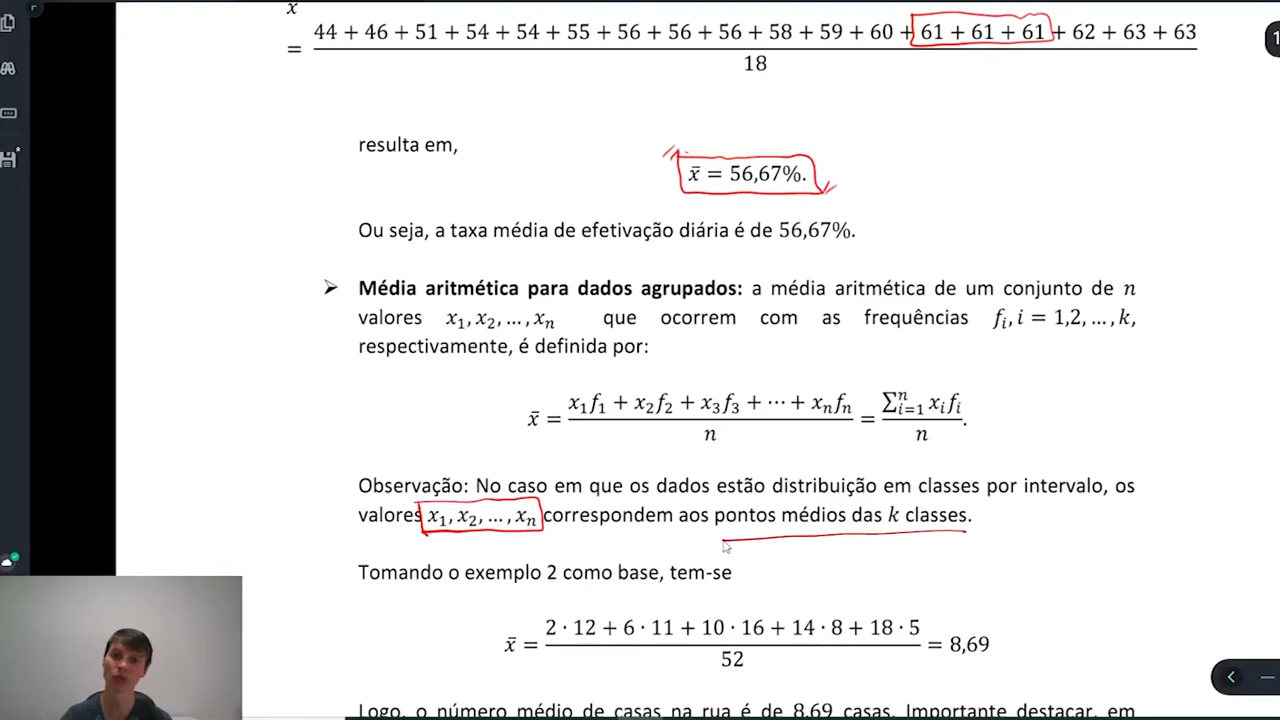 x
= 44 + 46 + 51 + 54 + 54 + 55 + 56 + 56 + 56 + 58 + 59 + 60 + 61 + 61 + 61 + 62 + 63 + 63
18
resulta em,
x̄ = 56,67%.
Ou seja, a taxa média de efetivação diária é de 56,67%.
➢ Média aritmética para dados agrupados: a média aritmética de um conjunto de n
valores x₁, x₂, …, xₙ que ocorrem com as frequências fᵢ, i = 1,2, …, k,
respectivamente, é definida por:
x̄ = (x₁f₁ + x₂f₂ + x₃f₃ + ⋯ + xₙfₙ)/n = (∑ⁿᵢ₌₁ xᵢfᵢ)/n.
Observação: No caso em que os dados estão distribuição em classes por intervalo, os
valores x₁, x₂, …, xₙ correspondem aos pontos médios das k classes.
Tomando o exemplo 2 como base, tem-se
x̄ = (2 · 12 + 6 · 11 + 10 · 16 + 14 · 8 + 18 · 5)/52 = 8,69
Logo, o número médio de casas na rua é de 8,69 casas. Importante destacar, em